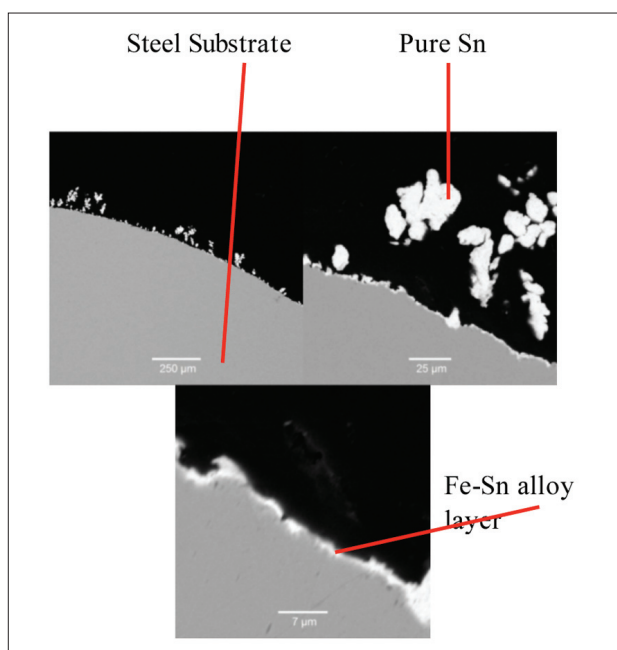 Steel Substrate
Pure Sn
250 μm
25 μm
Fe-Sn alloy
layer
7 μm